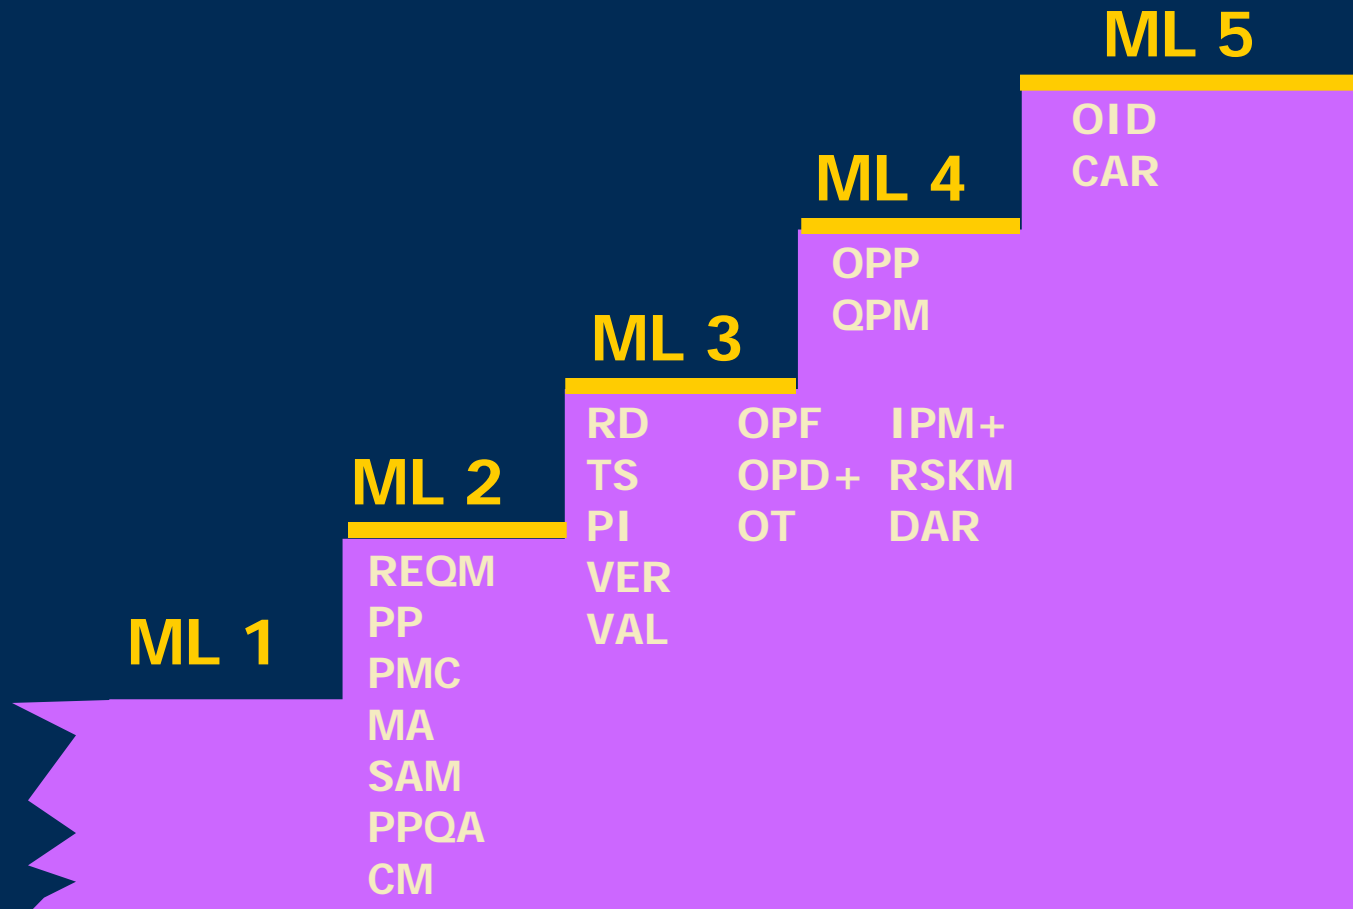 ML 5
OID
CAR
ML 4
OPP
QPM
ML 3
RD OPF IPM+
TS OPD+ RSKM
PI OT DAR
VER
VAL
ML 2
REQM
PP
PMC
MA
SAM
PPQA
CM
ML 1